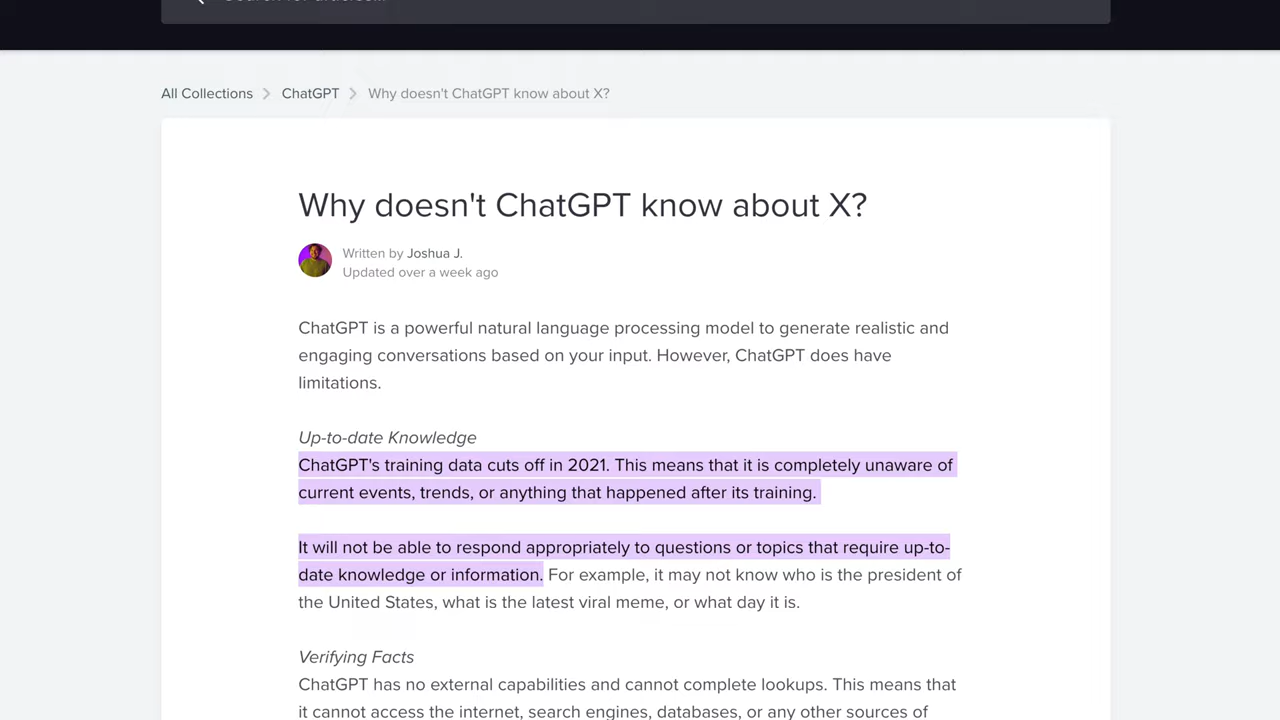 All Collections > ChatGPT > Why doesn't ChatGPT know about X?
Why doesn't ChatGPT know about X?
Written by Joshua J.
Updated over a week ago
ChatGPT is a powerful natural language processing model to generate realistic and
engaging conversations based on your input. However, ChatGPT does have
limitations.
Up-to-date Knowledge
ChatGPT's training data cuts off in 2021. This means that it is completely unaware of
current events, trends, or anything that happened after its training.
It will not be able to respond appropriately to questions or topics that require up-to-
date knowledge or information. For example, it may not know who is the president of
the United States, what is the latest viral meme, or what day it is.
Verifying Facts
ChatGPT has no external capabilities and cannot complete lookups. This means that
it cannot access the internet, search engines, databases, or any other sources of